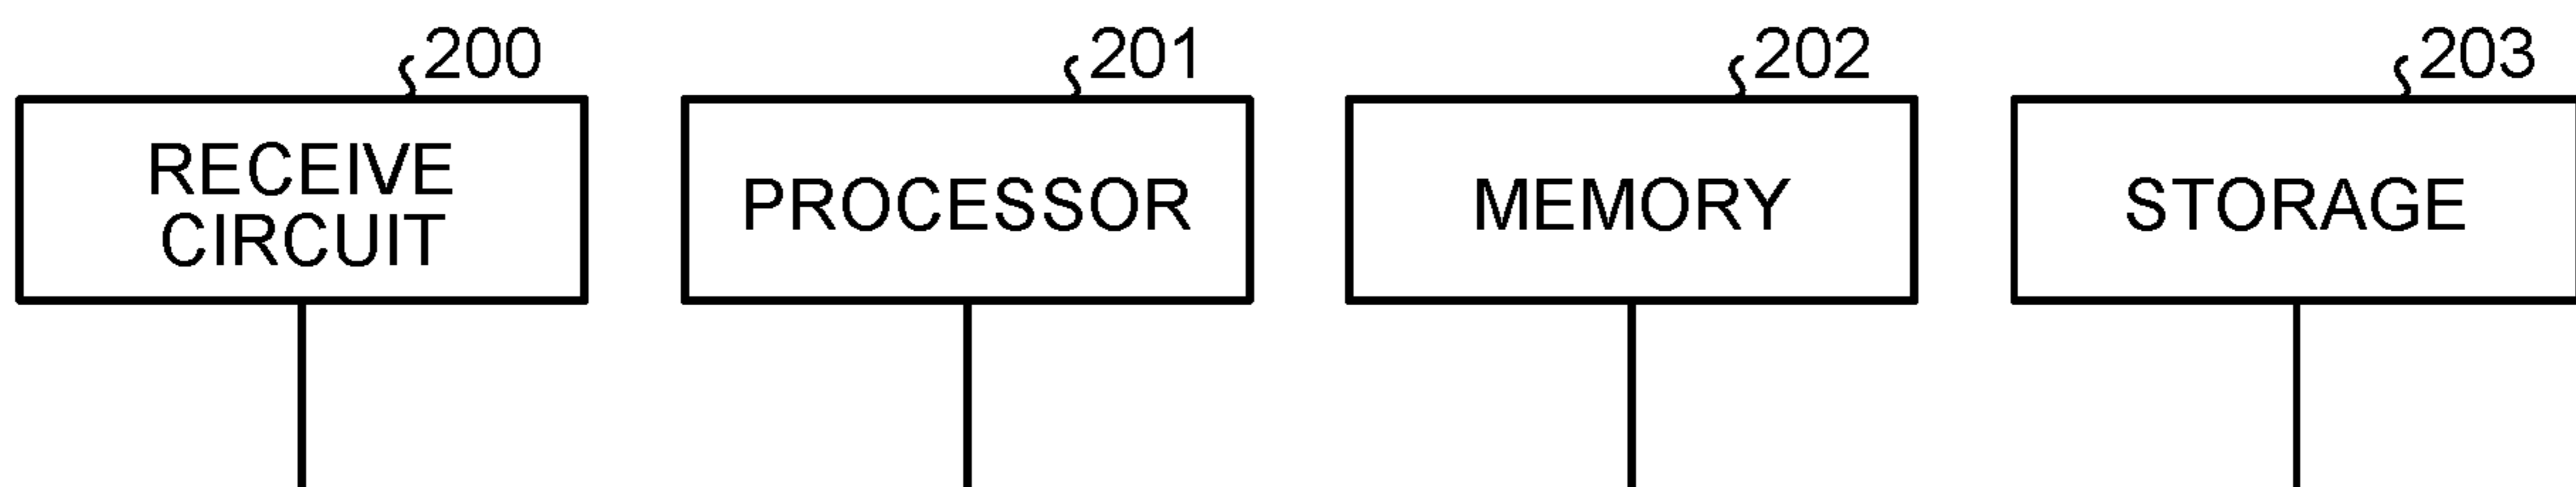 200
201
202
203
RECEIVE
CIRCUIT
PROCESSOR
MEMORY
STORAGE